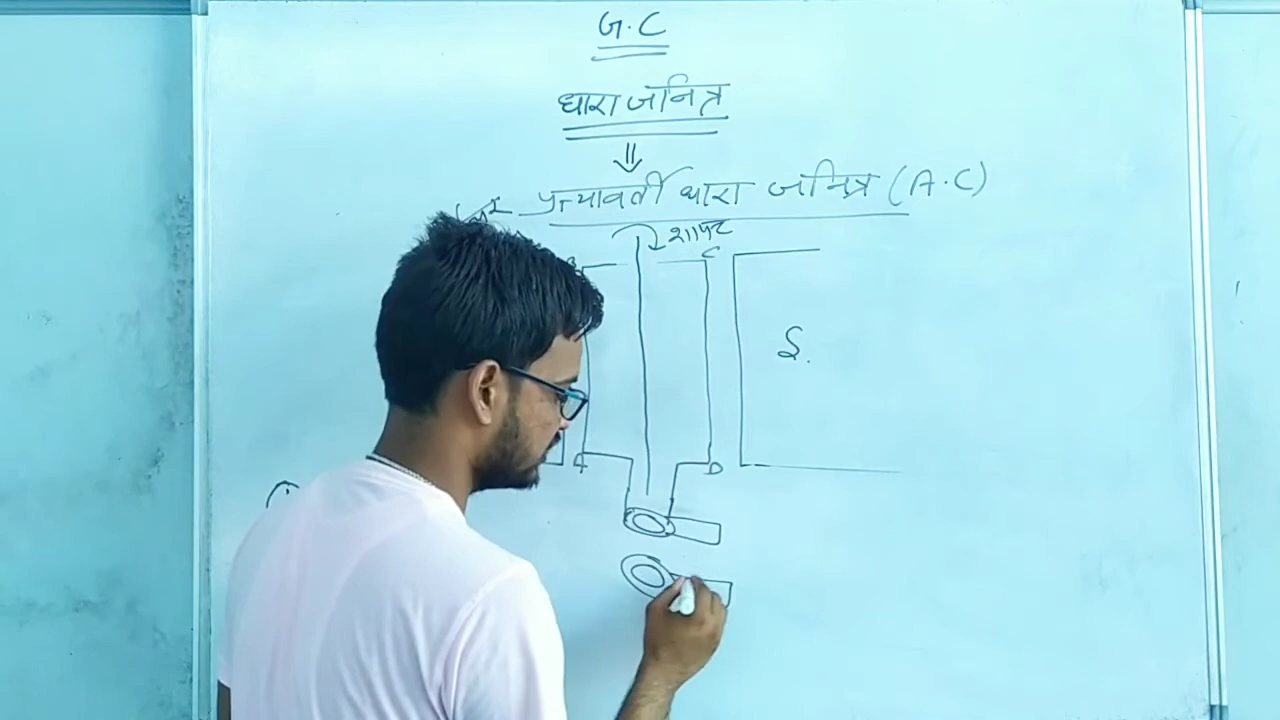 G.C
धारा जनित्र
प्रत्यावर्ती धारा जनित्र (A.C)
शाफ्ट
C
S.
A
D